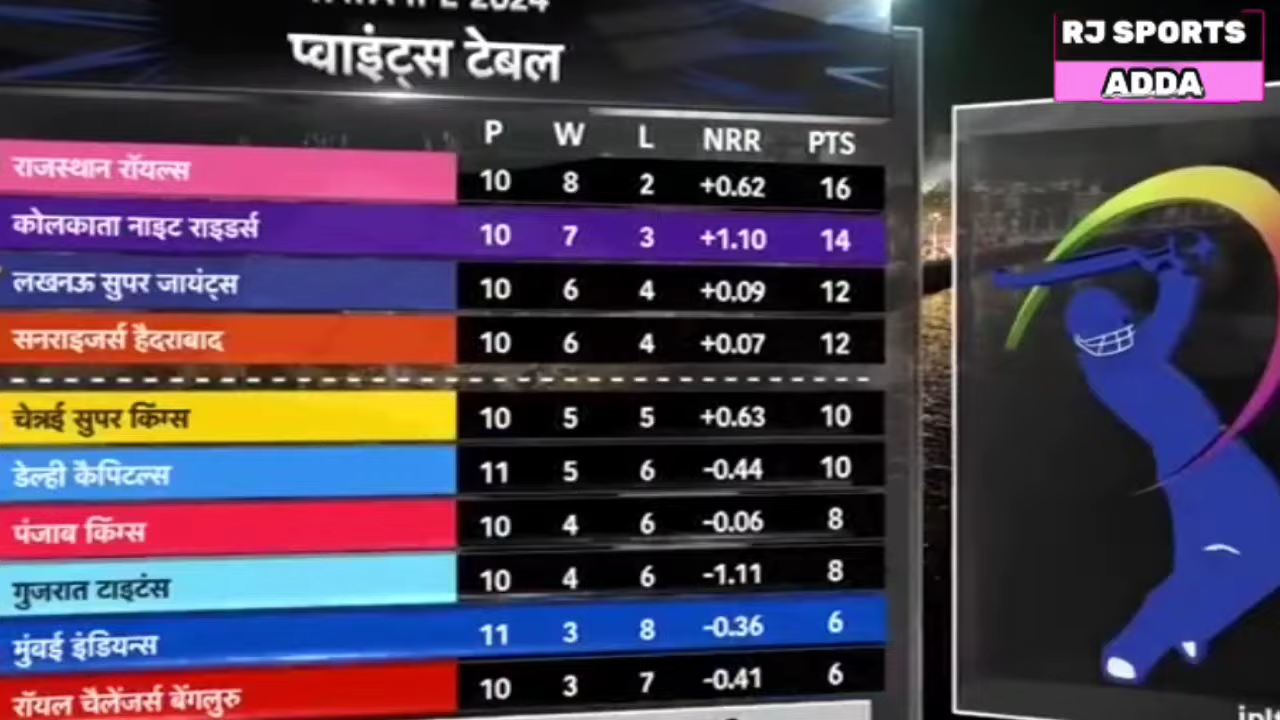 2024
प्वाइंट्स टेबल
RJ SPORTS
ADDA
P W L NRR PTS
राजस्थान रॉयल्स 10 8 2 +0.62 16
कोलकाता नाइट राइडर्स 10 7 3 +1.10 14
लखनऊ सुपर जायंट्स 10 6 4 +0.09 12
सनराइजर्स हैदराबाद 10 6 4 +0.07 12
चेन्नई सुपर किंग्स 10 5 5 +0.63 10
डेल्ही कैपिटल्स 11 5 6 -0.44 10
पंजाब किंग्स 10 4 6 -0.06 8
गुजरात टाइटंस 10 4 6 -1.11 8
मुंबई इंडियन्स 11 3 8 -0.36 6
रॉयल चैलेंजर्स बेंगलुरु 10 3 7 -0.41 6